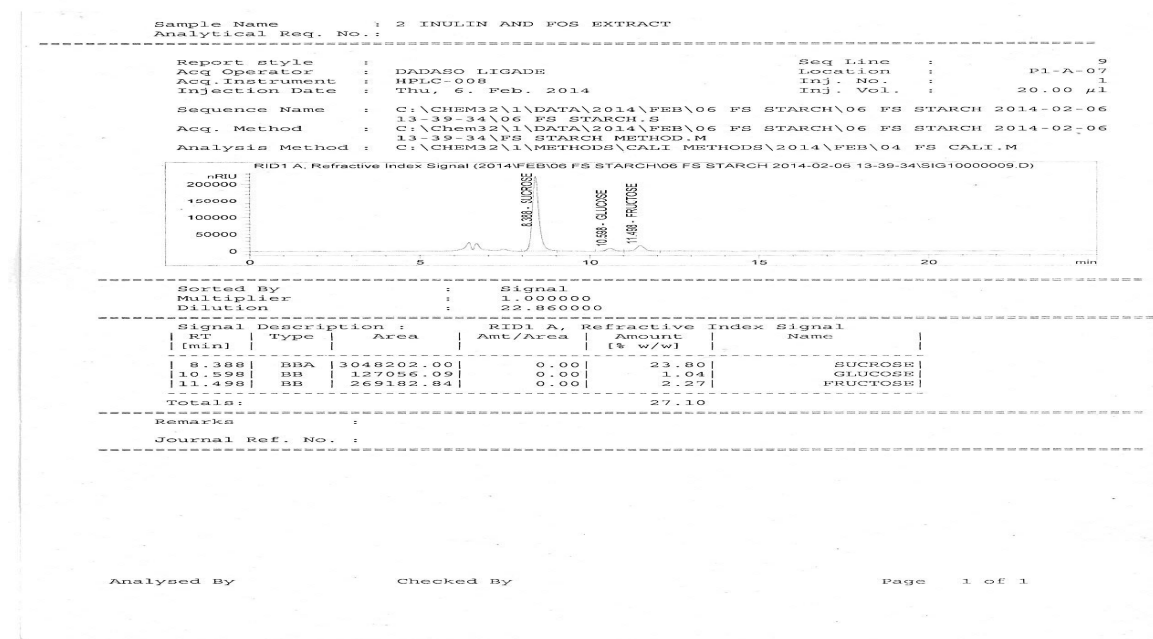 Sample Name : 2 INULIN AND FOS EXTRACT
Analytical Req. No.:
Report style : Seq Line : 9
Acq Operator : DADASO LIGADE Location : P1-A-07
Acq.Instrument : HPLC-008 Inj. No. : 1
Injection Date : Thu, 6. Feb. 2014 Inj. Vol. : 20.00 µl
Sequence Name : C:\CHEM32\1\DATA\2014\FEB\06 FS STARCH\06 FS STARCH 2014-02-06
13-39-34\06 FS STARCH.S
Acq. Method : C:\Chem32\1\DATA\2014\FEB\06 FS STARCH\06 FS STARCH 2014-02-06
13-39-34\FS STARCH METHOD.M
Analysis Method : C:\CHEM32\1\METHODS\CALI METHODS\2014\FEB\04 FS CALI.M
RID1 A, Refractive Index Signal (2014\FEB\06 FS STARCH\06 FS STARCH 2014-02-06 13-39-34\SIG10000009.D)
nRIU
200000
150000
100000
50000
0
8.388 - SUCROSE
10.598 - GLUCOSE
11.498 - FRUCTOSE
0 5 10 15 20 min
Sorted By : Signal
Multiplier : 1.000000
Dilution : 22.860000
Signal Description : RID1 A, Refractive Index Signal
| RT | Type | Area | Amt/Area | Amount | Name |
| [min] | | | | [% w/w] | |
| 8.388| BBA |3048202.00| 0.00| 23.80| SUCROSE|
|10.598| BB | 127056.09| 0.00| 1.04| GLUCOSE|
|11.498| BB | 269182.84| 0.00| 2.27| FRUCTOSE|
Totals: 27.10
Remarks :
Journal Ref. No. :
Analysed By Checked By Page 1 of 1